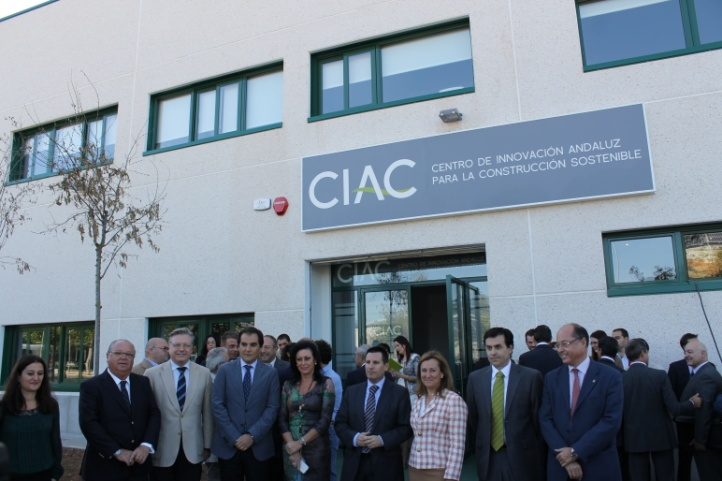 CIAC
CENTRO DE INNOVACIÓN ANDALUZ
PARA LA CONSTRUCCIÓN SOSTENIBLE
CIAC